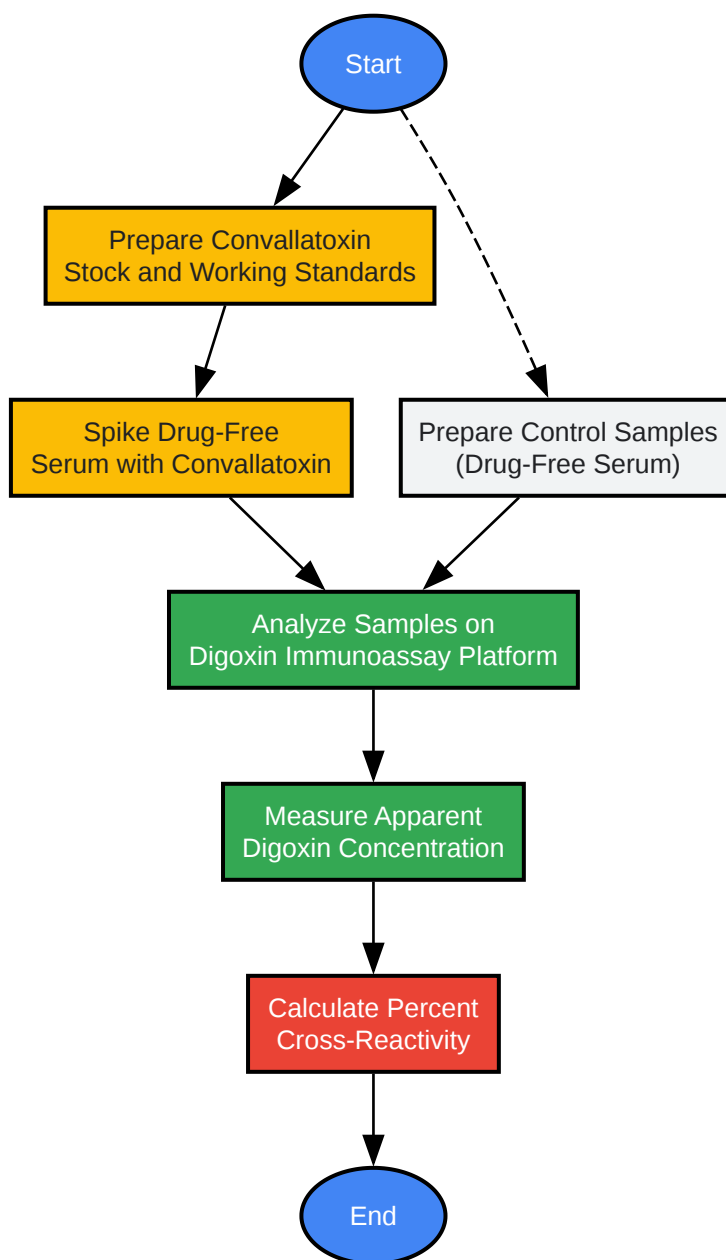 Start
Prepare Convallatoxin
Stock and Working Standards
Spike Drug-Free
Serum with Convallatoxin
Prepare Control Samples
(Drug-Free Serum)
Analyze Samples on
Digoxin Immunoassay Platform
Measure Apparent
Digoxin Concentration
Calculate Percent
Cross-Reactivity
End